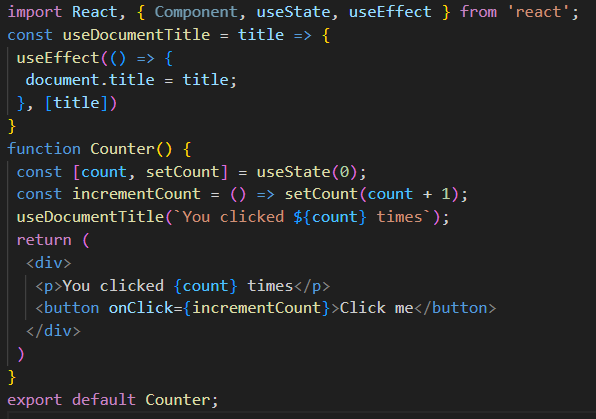 import React, { Component, useState, useEffect } from 'react';
const useDocumentTitle = title => {
 useEffect(() => {
  document.title = title;
 }, [title])
}
function Counter() {
 const [count, setCount] = useState(0);
 const incrementCount = () => setCount(count + 1);
 useDocumentTitle(`You clicked ${count} times`);
 return (
  <div>
   <p>You clicked {count} times</p>
   <button onClick={incrementCount}>Click me</button>
  </div>
 )
}
export default Counter;